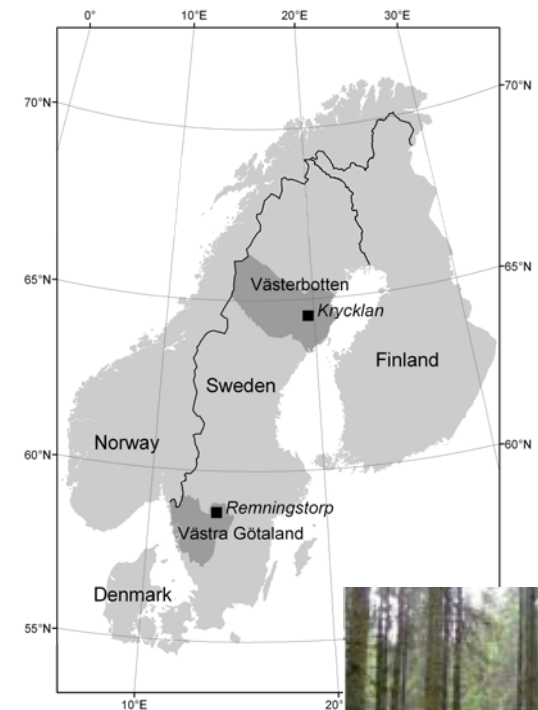 0° 10°E 20°E 30°E
70°N 70°N
65°N 65°N
Västerbotten
Krycklan
Finland
Sweden
Norway
60°N 60°N
Remningstorp
Västra Götaland
Denmark
55°N
10°E 20°